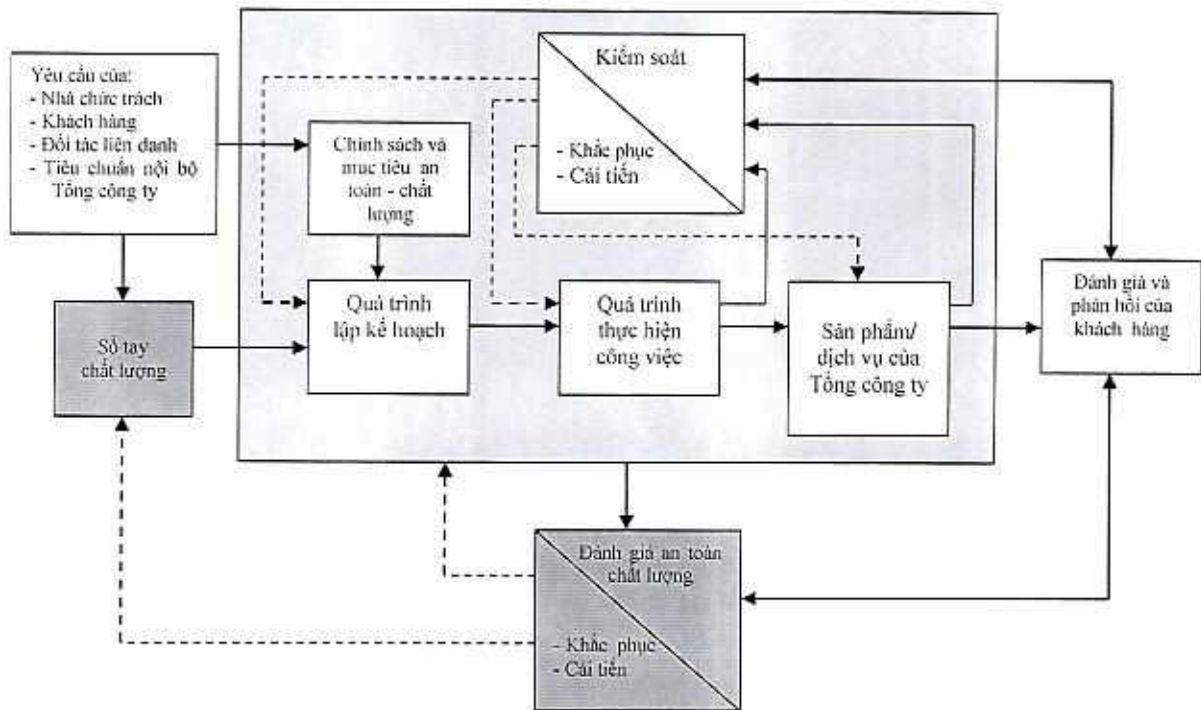 Yêu cầu của:
- Nhà chức trách
- Khách hàng
- Đối tác liên danh
- Tiêu chuẩn nội bộ
Tổng công ty
Kiểm soát
- Khắc phục
- Cải tiến
Chính sách và
mục tiêu an
toàn - chất
lượng
Sổ tay
chất lượng
Quá trình
lập kế hoạch
Quá trình
thực hiện
công việc
Sản phẩm/
dịch vụ của
Tổng công ty
Đánh giá và
phản hồi của
khách hàng
Đánh giá an toàn
chất lượng
- Khắc phục
- Cải tiến